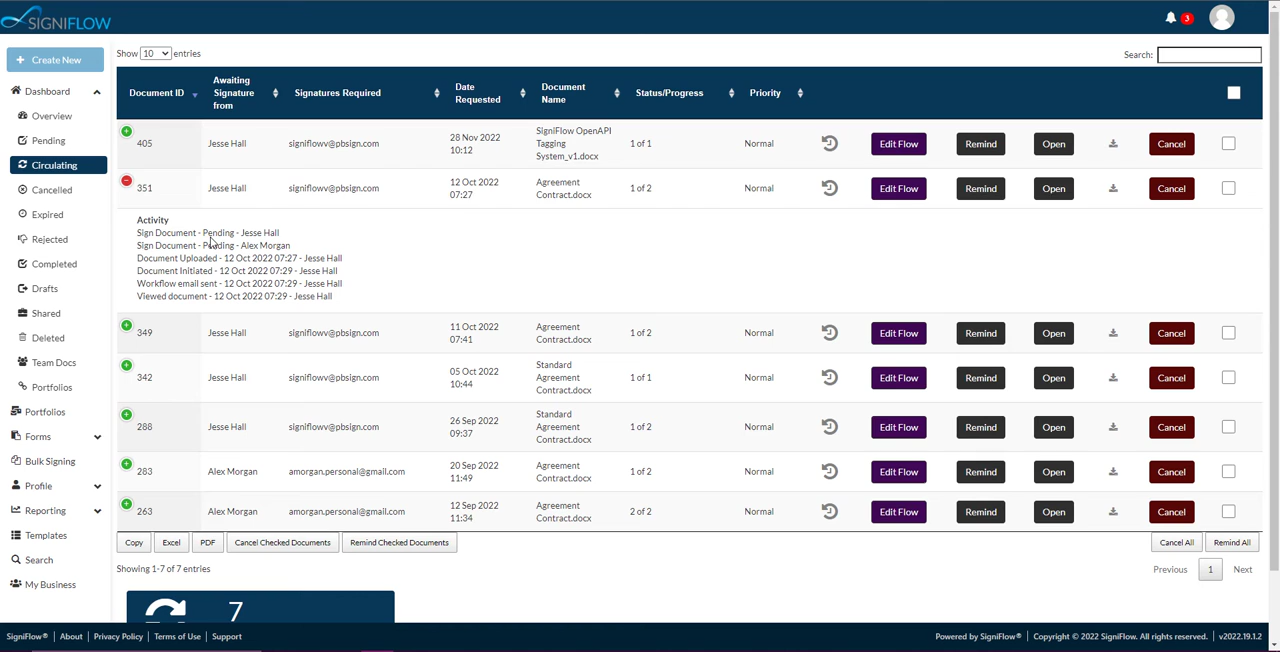 SIGNIFLOW
3
Create New
Show 10 entries
Search:
Dashboard
Overview
Pending
Circulating
Cancelled
Expired
Rejected
Completed
Drafts
Shared
Deleted
Team Docs
Portfolios
Portfolios
Forms
Bulk Signing
Profile
Reporting
Templates
Search
My Business
Document ID
Awaiting
Signature
from
Signatures Required
Date
Requested
Document
Name
Status/Progress
Priority
405
Jesse Hall
signiflowv@pbsign.com
28 Nov 2022
10:12
SigniFlow OpenAPI
Tagging
System_v1.docx
1 of 1
Normal
Edit Flow
Remind
Open
Cancel
351
Jesse Hall
signiflowv@pbsign.com
12 Oct 2022
07:27
Agreement
Contract.docx
1 of 2
Normal
Edit Flow
Remind
Open
Cancel
Activity
Sign Document - Pending - Jesse Hall
Sign Document - Pending - Alex Morgan
Document Uploaded - 12 Oct 2022 07:27 - Jesse Hall
Document Initiated - 12 Oct 2022 07:29 - Jesse Hall
Workflow email sent - 12 Oct 2022 07:29 - Jesse Hall
Viewed document - 12 Oct 2022 07:29 - Jesse Hall
349
Jesse Hall
signiflowv@pbsign.com
11 Oct 2022
07:41
Agreement
Contract.docx
1 of 2
Normal
Edit Flow
Remind
Open
Cancel
342
Jesse Hall
signiflowv@pbsign.com
05 Oct 2022
10:44
Standard
Agreement
Contract.docx
1 of 1
Normal
Edit Flow
Remind
Open
Cancel
288
Jesse Hall
signiflowv@pbsign.com
26 Sep 2022
09:37
Standard
Agreement
Contract.docx
1 of 2
Normal
Edit Flow
Remind
Open
Cancel
283
Alex Morgan
amorgan.personal@gmail.com
20 Sep 2022
11:49
Agreement
Contract.docx
1 of 2
Normal
Edit Flow
Remind
Open
Cancel
263
Alex Morgan
amorgan.personal@gmail.com
12 Sep 2022
11:34
Agreement
Contract.docx
2 of 2
Normal
Edit Flow
Remind
Open
Cancel
Copy
Excel
PDF
Cancel Checked Documents
Remind Checked Documents
Cancel All
Remind All
Showing 1-7 of 7 entries
Previous
1
Next
7
SigniFlow® | About | Privacy Policy | Terms of Use | Support
Powered by SigniFlow® | Copyright © 2022 SigniFlow. All rights reserved. | v2022.19.1.2